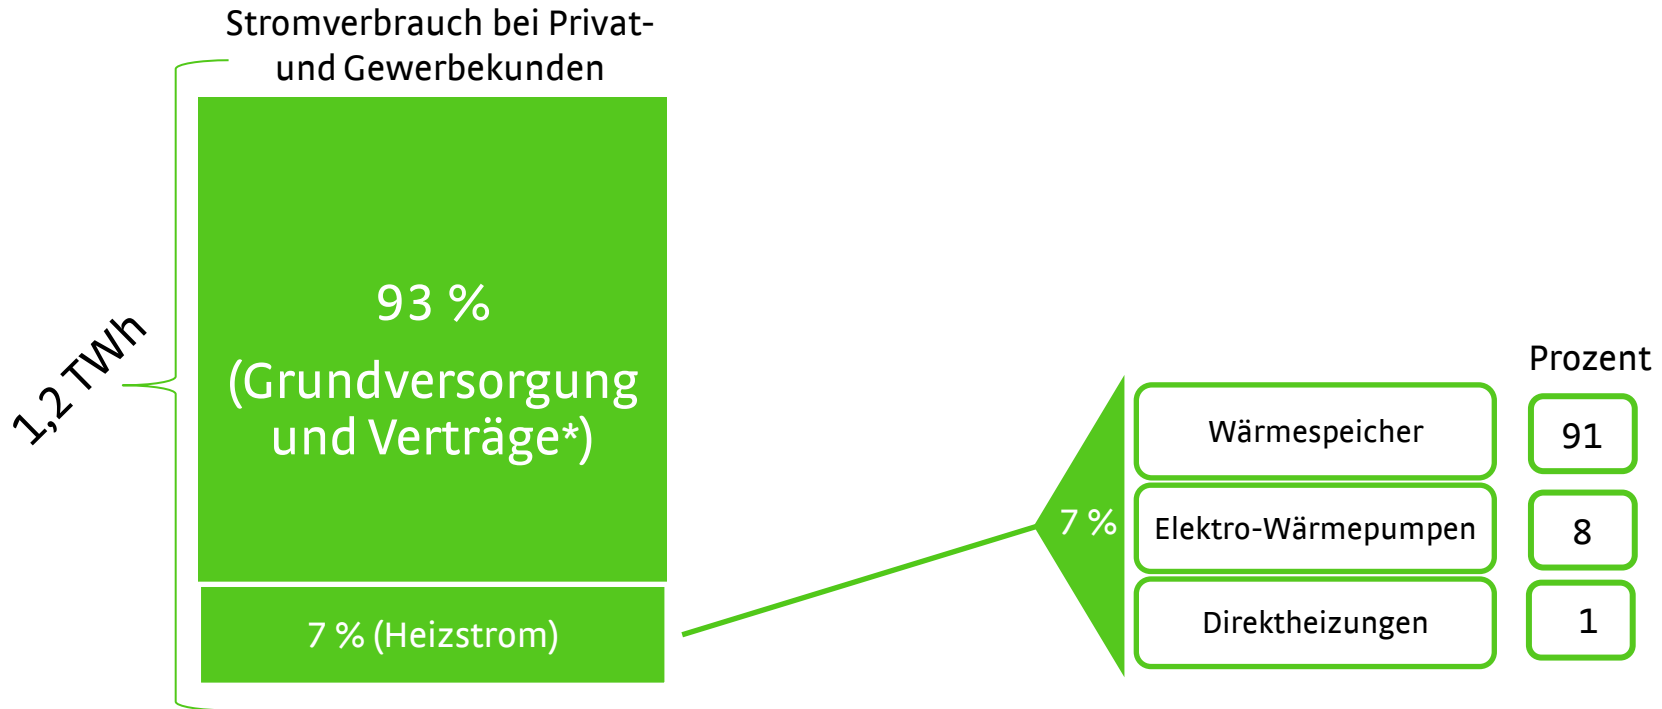 Stromverbrauch bei Privat-
und Gewerbekunden
1,2 TWh
93 %
(Grundversorgung
und Verträge*)
7 % (Heizstrom)
7 %
Prozent
Wärmespeicher
91
Elektro-Wärmepumpen
8
Direktheizungen
1